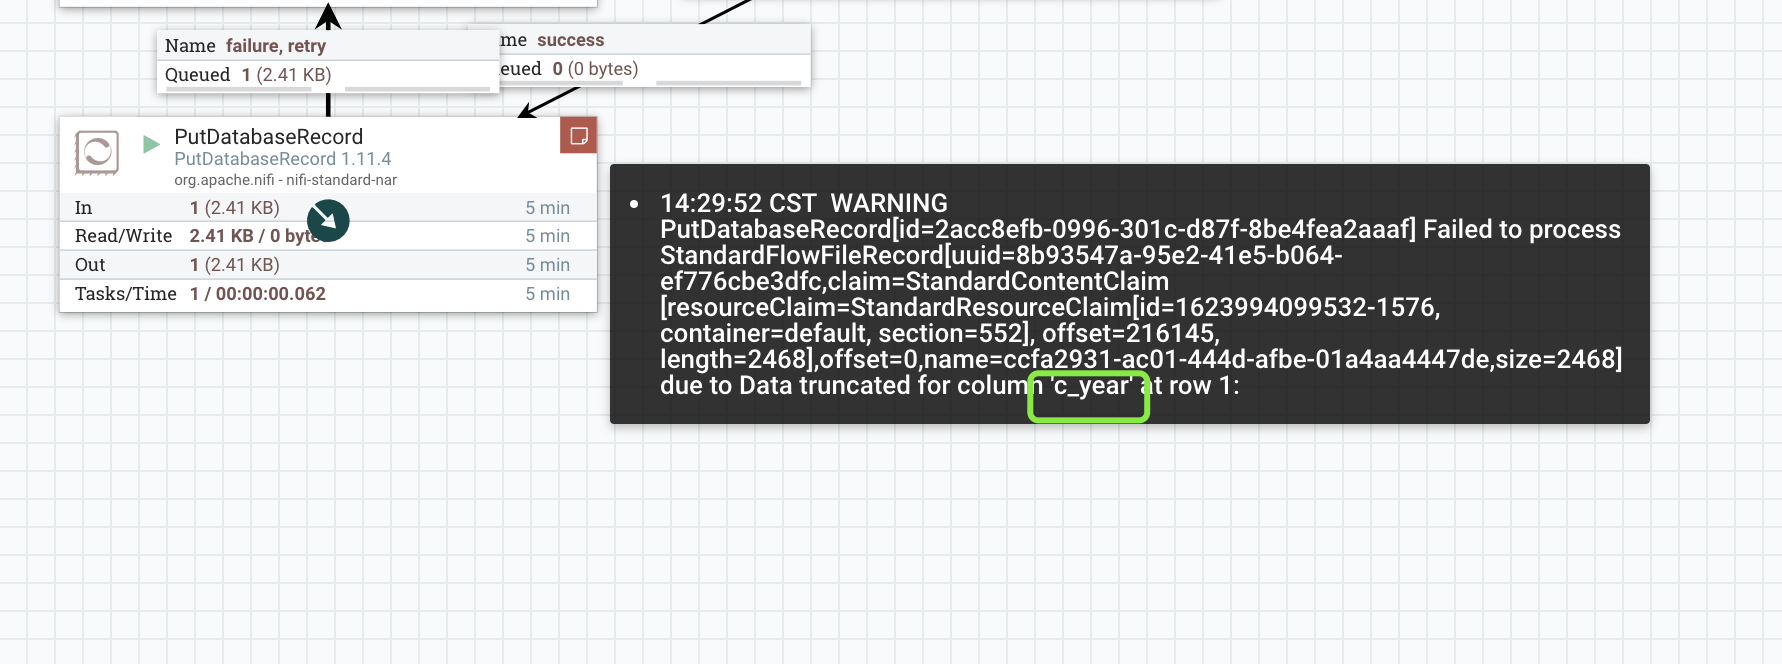 Name failure, retry
Queued 1 (2.41 KB)
me success
eued 0 (0 bytes)
PutDatabaseRecord
PutDatabaseRecord 1.11.4
org.apache.nifi - nifi-standard-nar
In 1 (2.41 KB) 5 min
Read/Write 2.41 KB / 0 byte 5 min
Out 1 (2.41 KB) 5 min
Tasks/Time 1 / 00:00:00.062 5 min
• 14:29:52 CST WARNING
PutDatabaseRecord[id=2acc8efb-0996-301c-d87f-8be4fea2aaaf] Failed to process
StandardFlowFileRecord[uuid=8b93547a-95e2-41e5-b064-
ef776cbe3dfc,claim=StandardContentClaim
[resourceClaim=StandardResourceClaim[id=1623994099532-1576,
container=default, section=552], offset=216145,
length=2468],offset=0,name=ccfa2931-ac01-444d-afbe-01a4aa4447de,size=2468]
due to Data truncated for column 'c_year' at row 1: